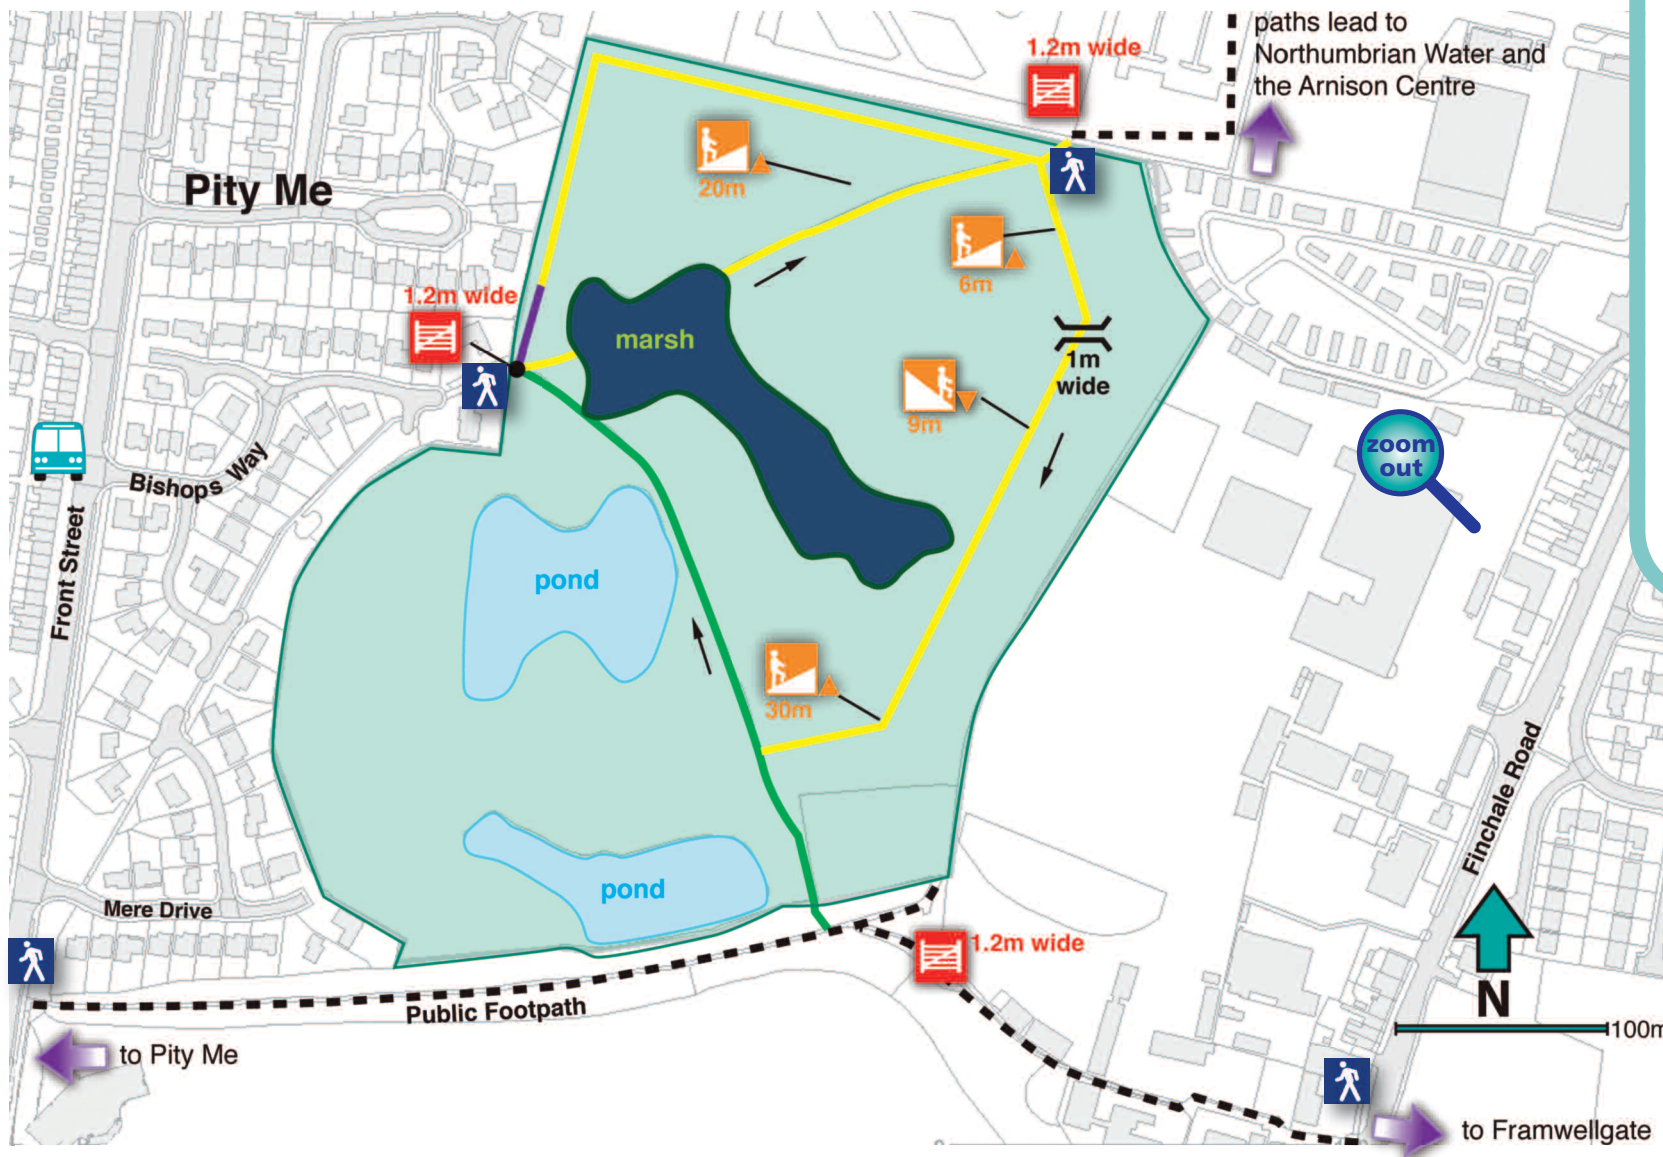 paths lead to
Northumbrian Water and
the Arnison Centre
1.2m wide
Pity Me
20m
6m
1.2m wide
marsh
1m
wide
9m
zoom
out
Bishops Way
Front Street
pond
30m
Finchale Road
pond
Mere Drive
1.2m wide
N
Public Footpath
100m
to Pity Me
to Framwellgate